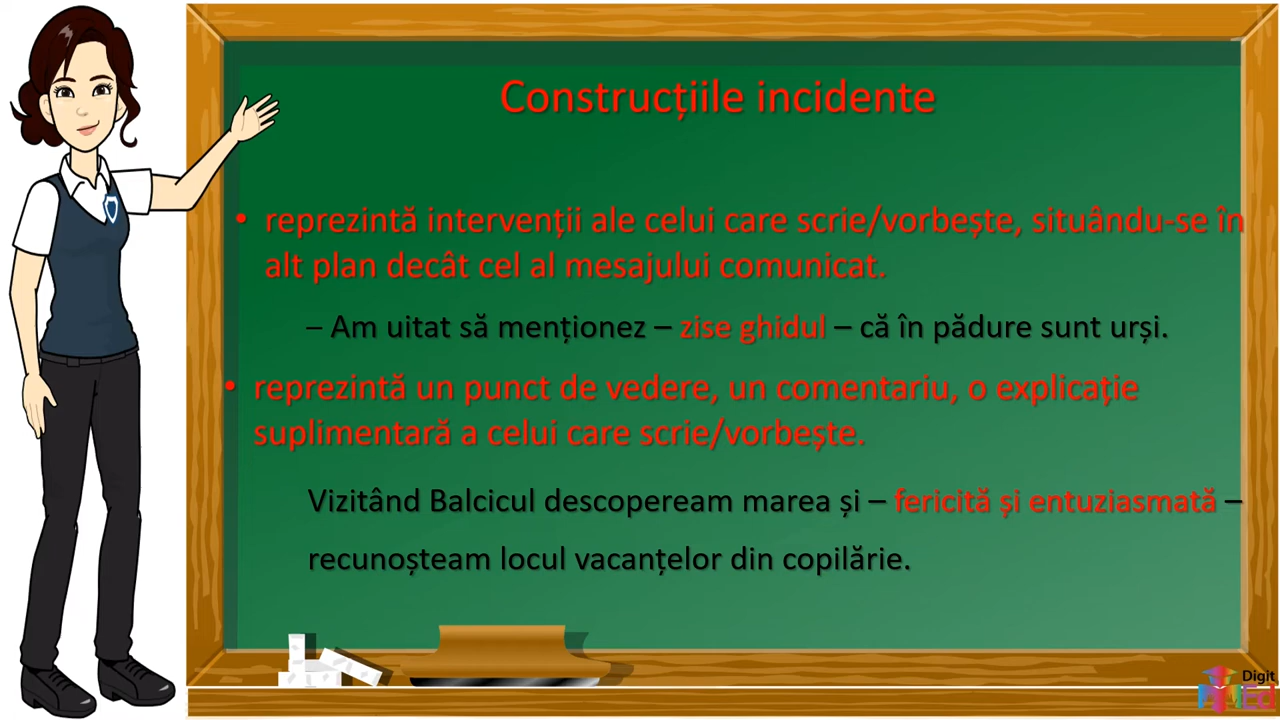 Construcțiile incidente
• reprezintă intervenții ale celui care scrie/vorbește, situându-se în
alt plan decât cel al mesajului comunicat.
– Am uitat să menționez – zise ghidul – că în pădure sunt urși.
• reprezintă un punct de vedere, un comentariu, o explicație
suplimentară a celui care scrie/vorbește.
Vizitând Balcicul descopeream marea și – fericită și entuziasmată –
recunoșteam locul vacanțelor din copilărie.
Digit